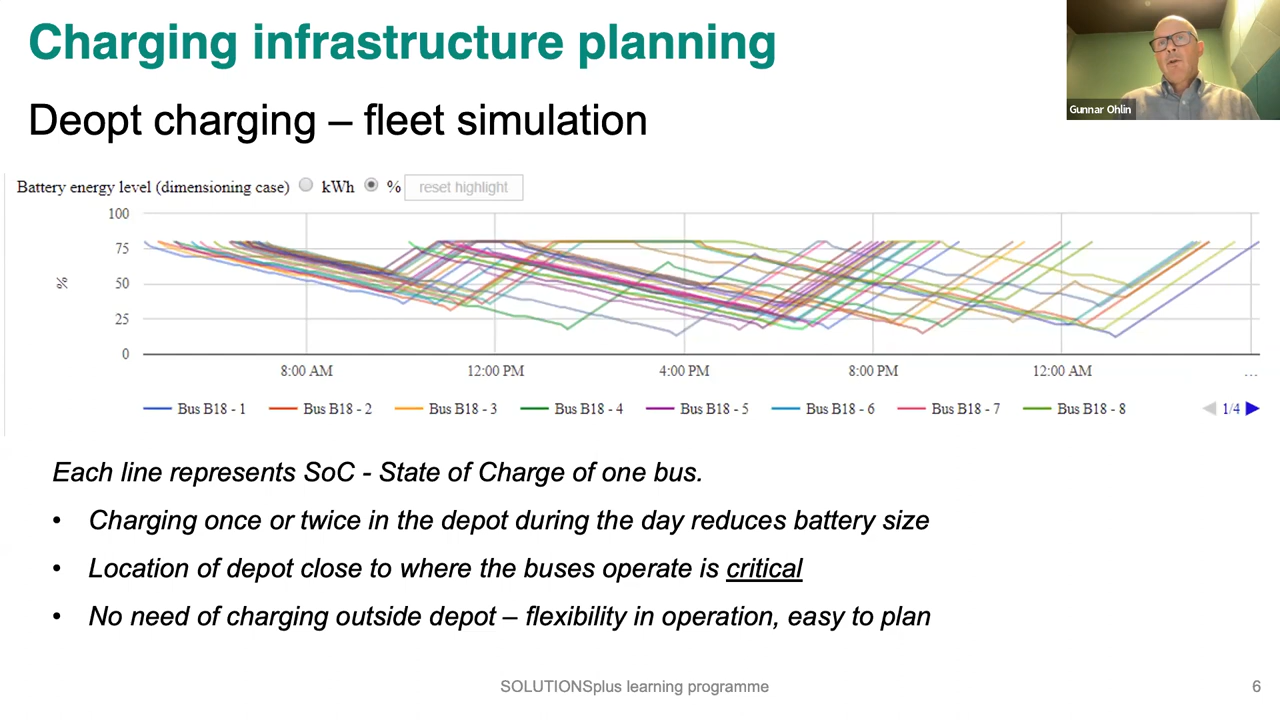 Charging infrastructure planning
Gunnar Ohlin
Deopt charging – fleet simulation
Battery energy level (dimensioning case) kWh % reset highlight
100
75
50
25
0
%
8:00 AM 12:00 PM 4:00 PM 8:00 PM 12:00 AM ...
Bus B18 - 1 Bus B18 - 2 Bus B18 - 3 Bus B18 - 4 Bus B18 - 5 Bus B18 - 6 Bus B18 - 7 Bus B18 - 8 1/4
Each line represents SoC - State of Charge of one bus.
• Charging once or twice in the depot during the day reduces battery size
• Location of depot close to where the buses operate is critical
• No need of charging outside depot – flexibility in operation, easy to plan
SOLUTIONSplus learning programme 6